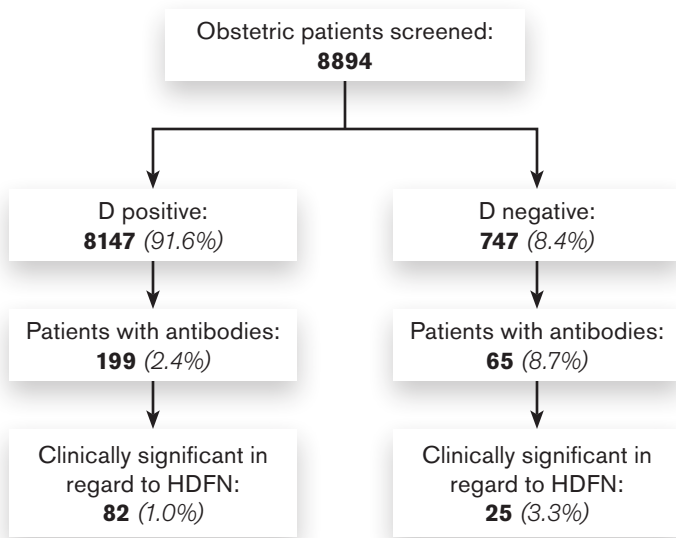 Obstetric patients screened:
8894
D positive:
8147 (91.6%)
D negative:
747 (8.4%)
Patients with antibodies:
199 (2.4%)
Patients with antibodies:
65 (8.7%)
Clinically significant in
regard to HDFN:
82 (1.0%)
Clinically significant in
regard to HDFN:
25 (3.3%)